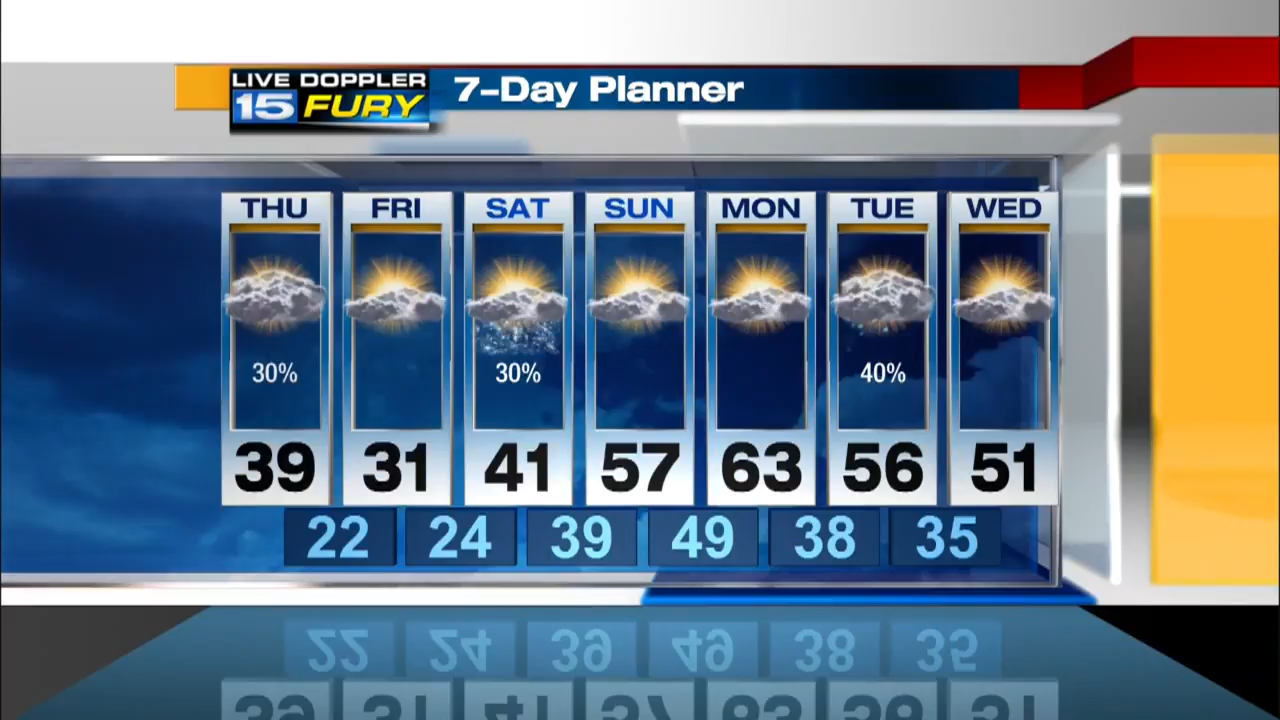 LIVE DOPPLER
15 FURY
7-Day Planner
THU FRI SAT SUN MON TUE WED
30% 30% 40%
39 31 41 57 63 56 51
22 24 39 49 38 35